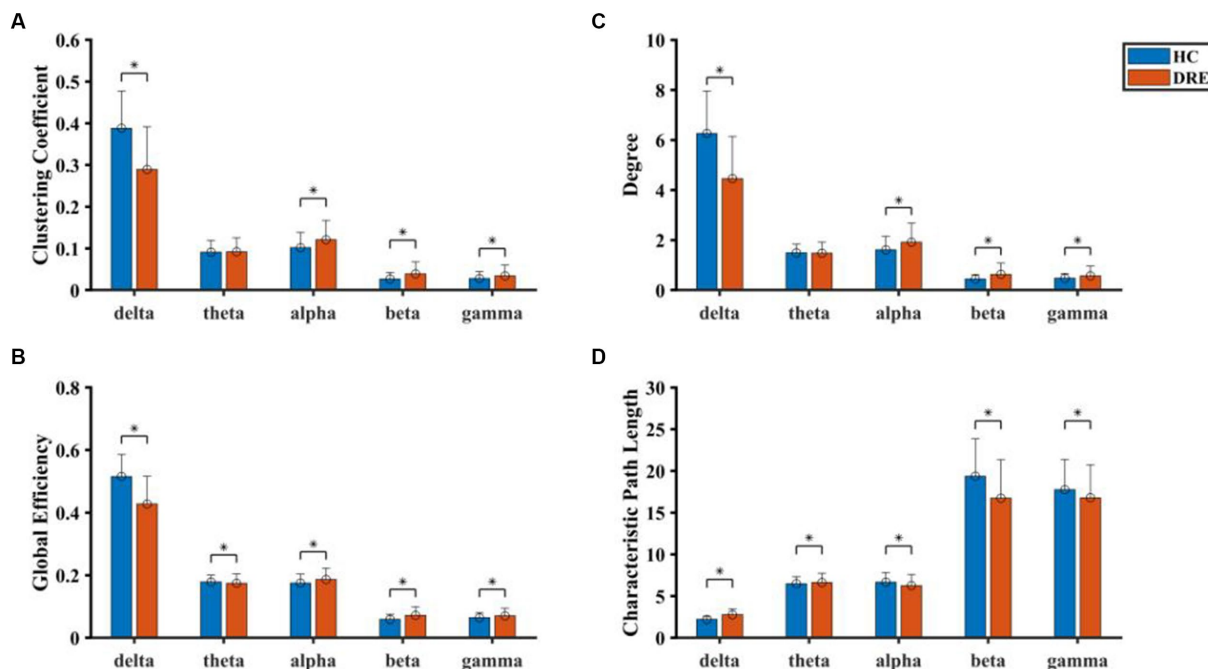 A
Clustering Coefficient
0.6
0.5
0.4
0.3
0.2
0.1
0
* * * *
delta theta alpha beta gamma
C
Degree
10
8
6
4
2
0
* * * *
delta theta alpha beta gamma
HC
DRE
B
Global Efficiency
0.8
0.6
0.4
0.2
0
* * * * *
delta theta alpha beta gamma
D
Characteristic Path Length
30
25
20
15
10
5
0
* * * * *
delta theta alpha beta gamma